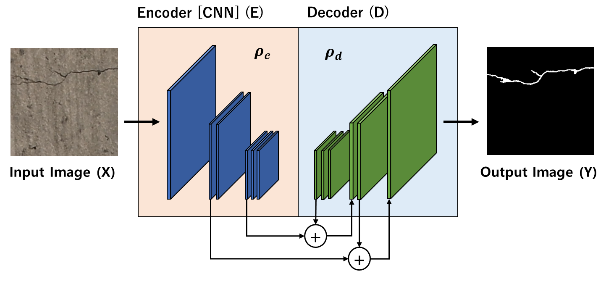 Encoder [CNN] (E)
Decoder (D)
ρe
ρd
Input Image (X)
Output Image (Y)
+
+